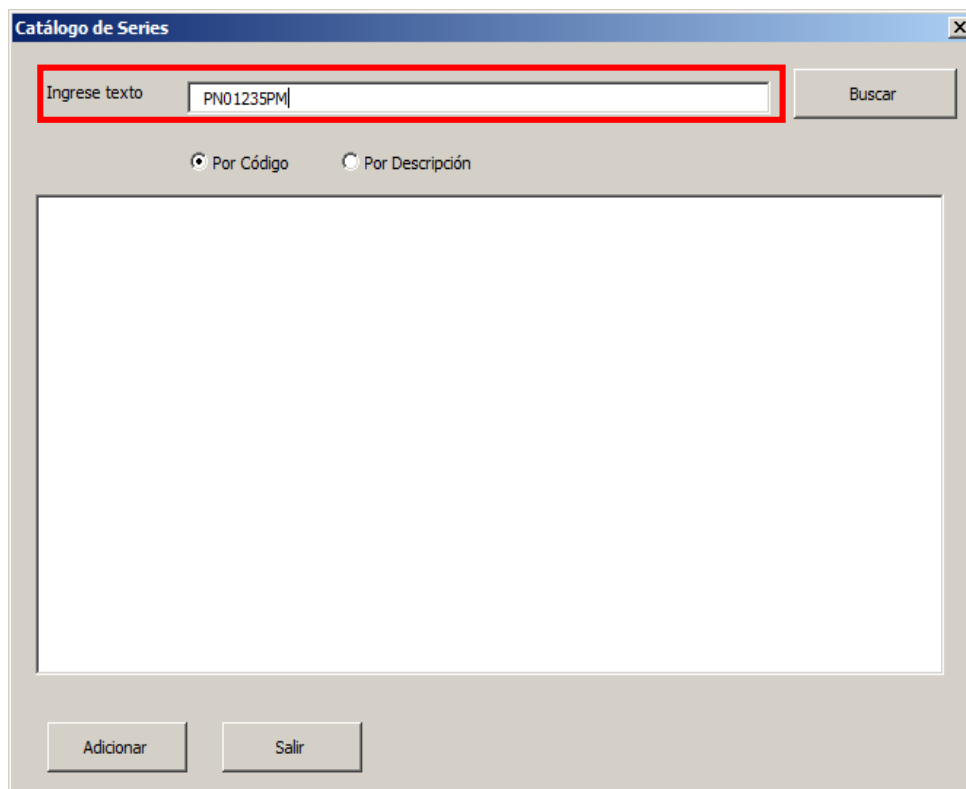 Catálogo de Series
Ingrese texto PN01235PM Buscar
Por Código Por Descripción
Adicionar Salir